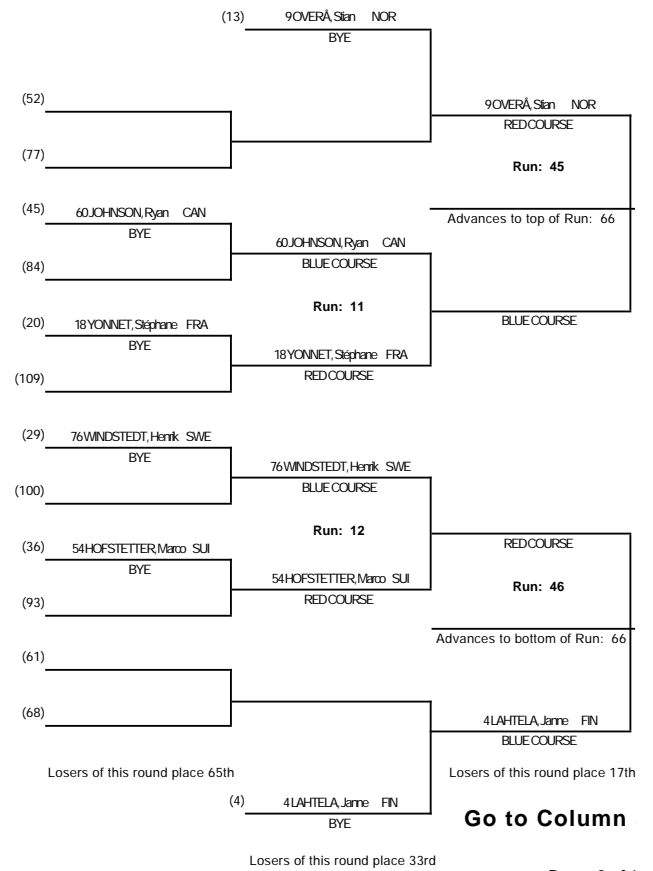 (13) 9 OVERÅ, Stian NOR
BYE
(52)
9 OVERÅ, Stian NOR
RED COURSE
(77)
Run: 45
(45) 60 JOHNSON, Ryan CAN
BYE
Advances to top of Run: 66
60 JOHNSON, Ryan CAN
BLUE COURSE
(84)
Run: 11
(20) 18 YONNET, Stéphane FRA
BYE
BLUE COURSE
18 YONNET, Stéphane FRA
RED COURSE
(109)
(29) 76 WINDSTEDT, Henrik SWE
BYE
76 WINDSTEDT, Henrik SWE
BLUE COURSE
(100)
Run: 12
(36) 54 HOFSTETTER, Marco SUI
BYE
RED COURSE
54 HOFSTETTER, Marco SUI
RED COURSE
Run: 46
(93)
Advances to bottom of Run: 66
(61)
(68)
4 LAHTELA, Janne FIN
BLUE COURSE
Losers of this round place 65th
Losers of this round place 17th
(4) 4 LAHTELA, Janne FIN
BYE
Go to Column
Losers of this round place 33rd